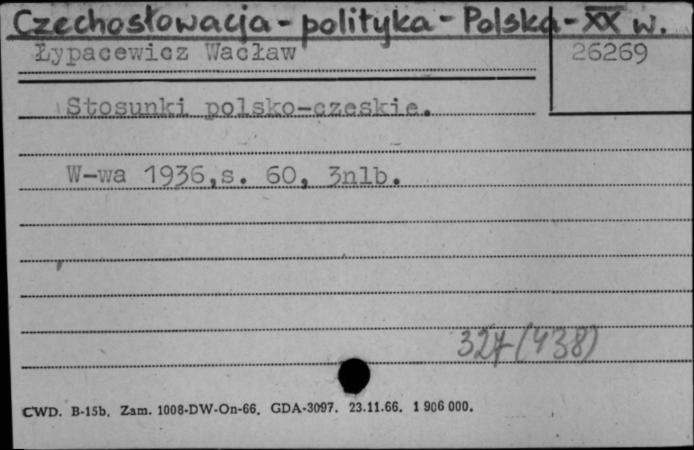 Czechosłowacja - polityka - Polska - XX w.
Łypacewicz Wacław 26269
Stosunki polsko-czeskie.
W-wa 1936,s. 60, 3nlb.
327(438)
CWD. B-15b. Zam. 1008-DW-On-66. GDA-3097. 23.11.66. 1 906 000.